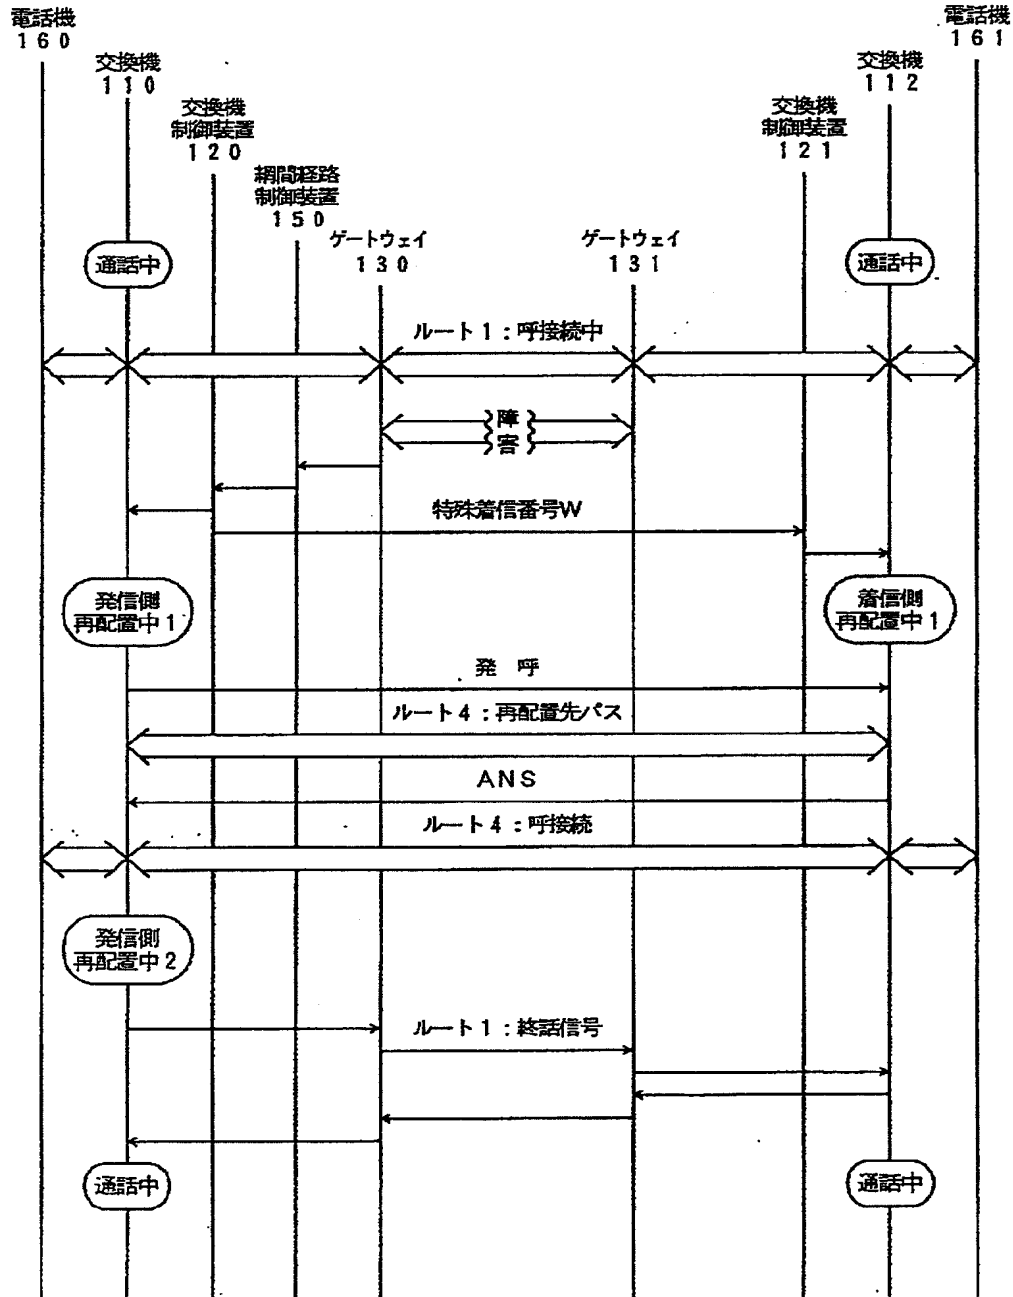 電話機
160
電話機
161
交換機
110
交換機
112
交換機
制御装置
120
交換機
制御装置
121
網間経路
制御装置
150
ゲートウェイ
130
ゲートウェイ
131
通話中
通話中
ルート1：呼接続中
障
害
特殊着信番号W
発信側
再配置中1
着信側
再配置中1
発 呼
ルート4：再配置先パス
ANS
ルート4：呼接続
発信側
再配置中2
ルート1：終話信号
通話中
通話中